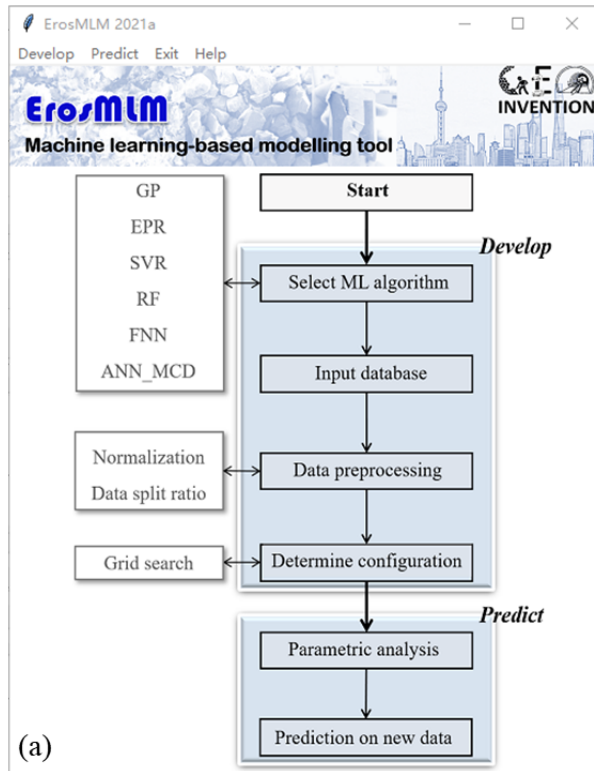 ErosMLM 2021a
Develop Predict Exit Help
ErosMLM
GEO
INVENTION
Machine learning-based modelling tool
GP
EPR
SVR
RF
FNN
ANN_MCD
Start
Develop
Select ML algorithm
Input database
Normalization
Data split ratio
Data preprocessing
Grid search
Determine configuration
Predict
Parametric analysis
Prediction on new data
(a)